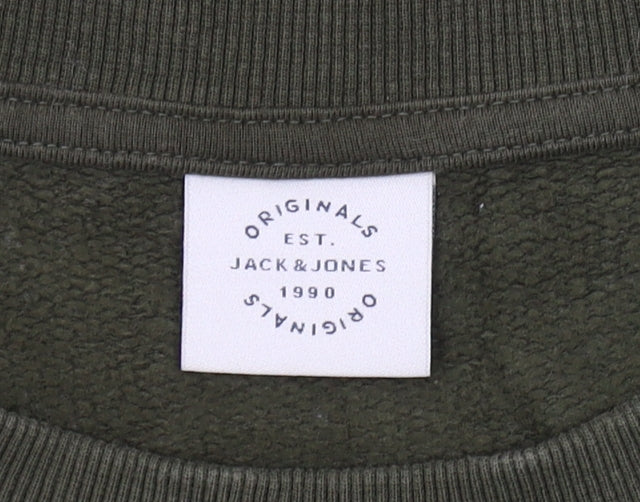 ORIGINALS
EST.
JACK & JONES
1990
ORIGINALS